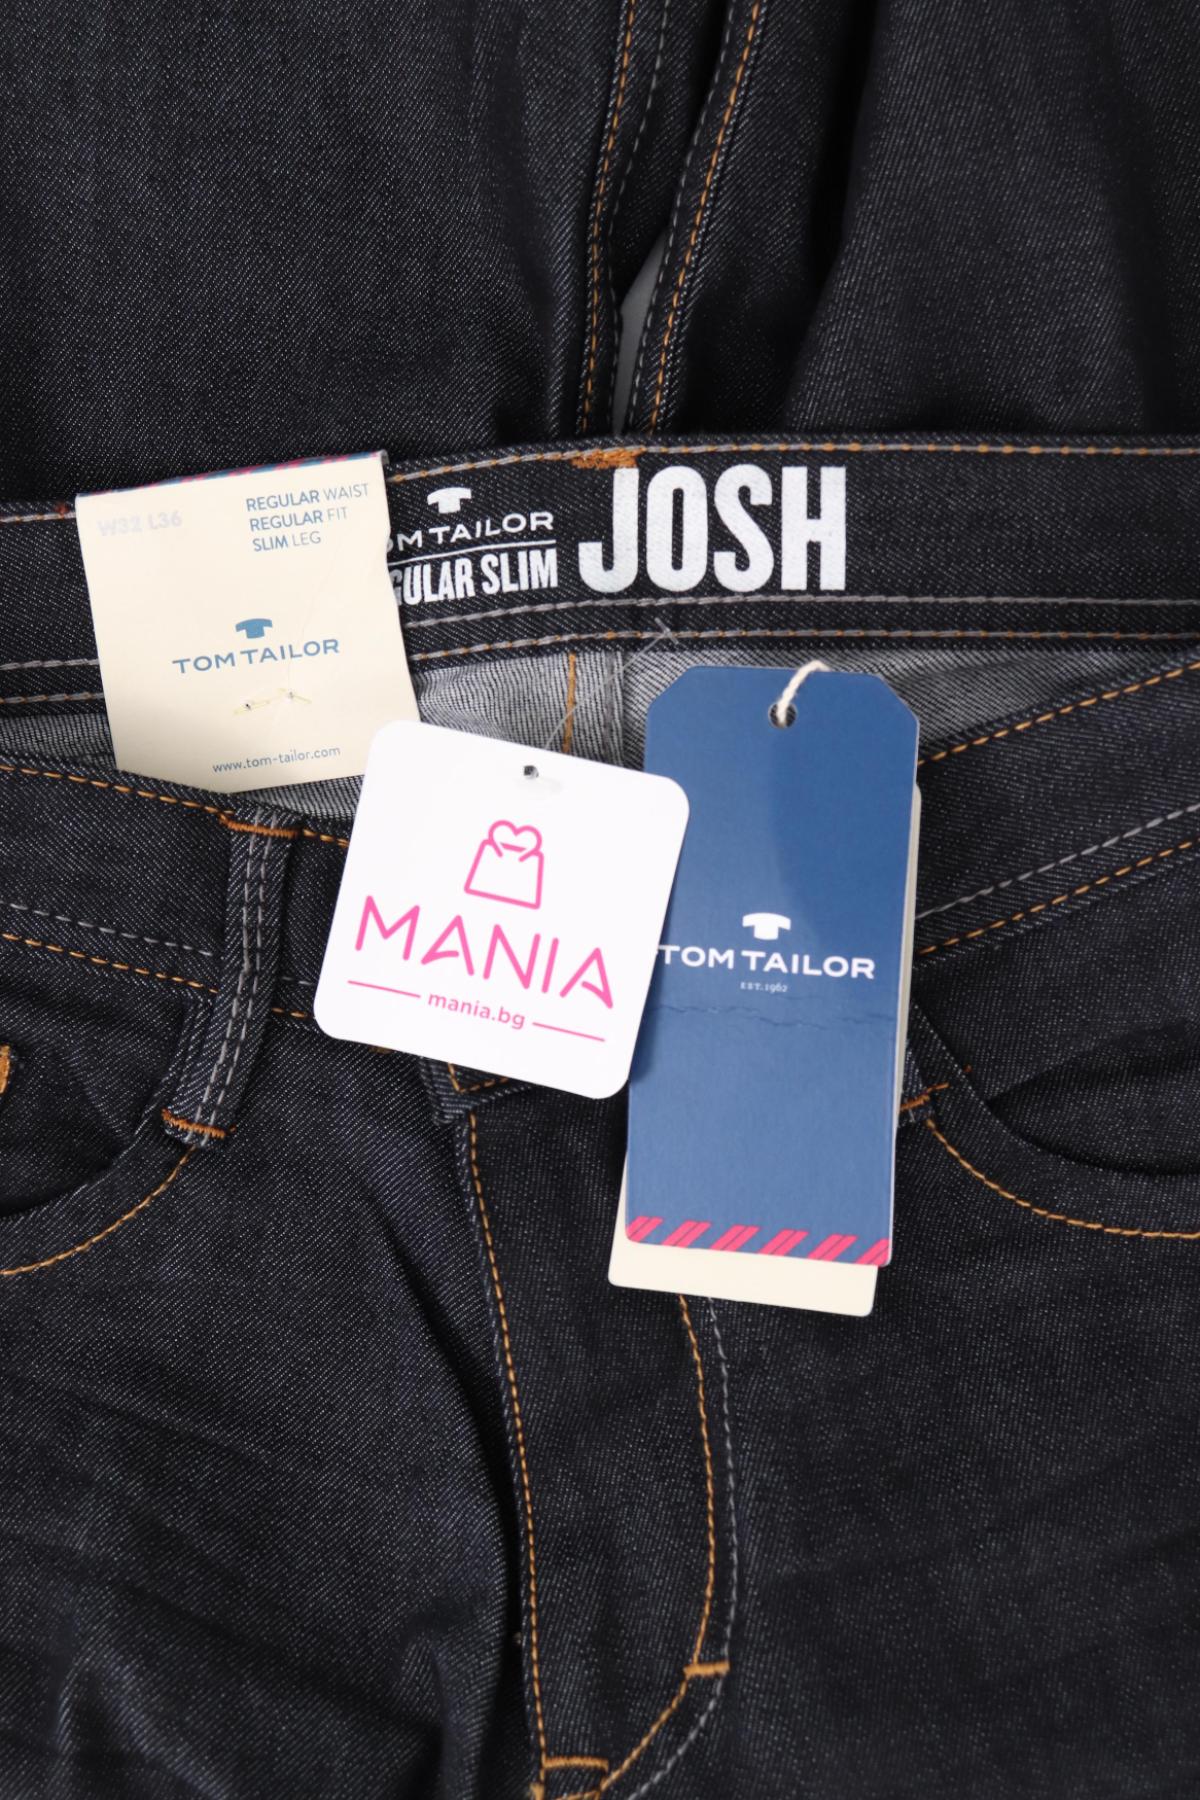 W32 L36
REGULAR WAIST
REGULAR FIT
SLIM LEG
TOM TAILOR
www.tom-tailor.com
OM TAILOR
GULAR SLIM
JOSH
MANIA
mania.bg
TOM TAILOR
EST.1962